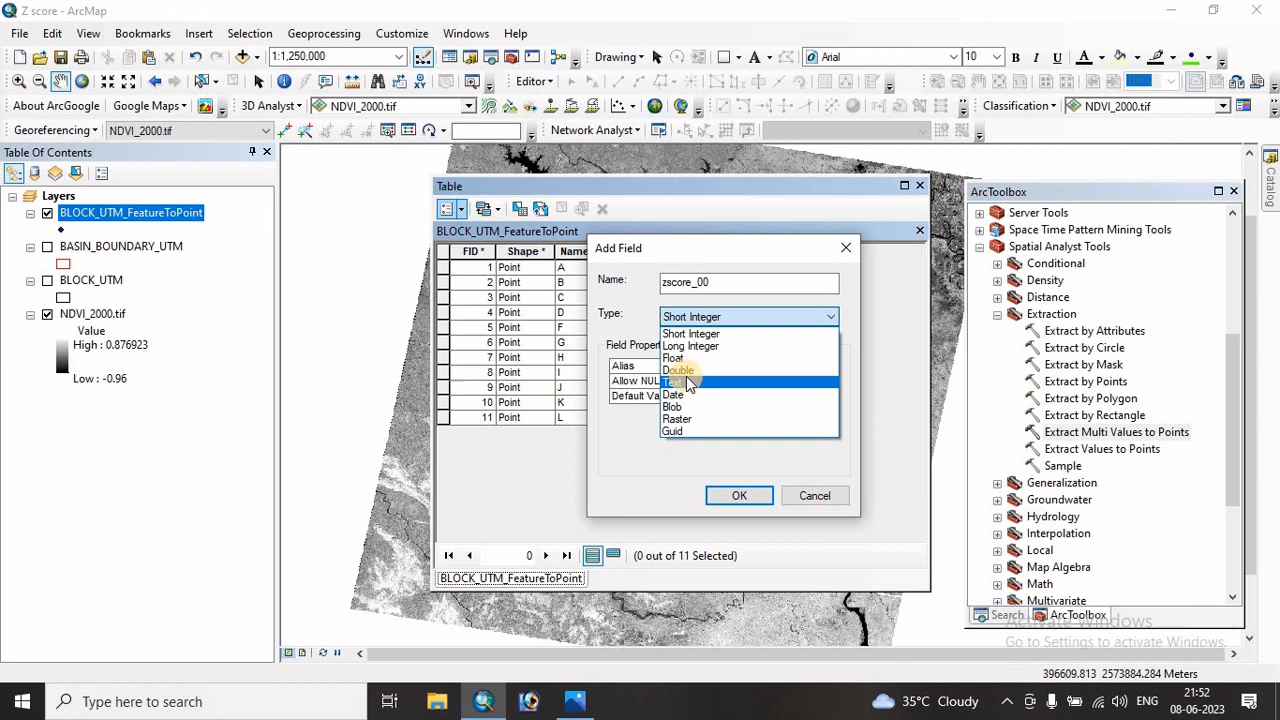 Z score - ArcMap
File Edit View Bookmarks Insert Selection Geoprocessing Customize Windows Help
1:1,250,000 Drawing Arial 10 B I U A
Editor
About ArcGoogle Google Maps 3D Analyst NDVI_2000.tif Classification NDVI_2000.tif
Georeferencing NDVI_2000.tif Network Analyst
Table Of Contents
Layers
BLOCK_UTM_FeatureToPoint
BASIN_BOUNDARY_UTM
BLOCK_UTM
NDVI_2000.tif
Value
High : 0.876923
Low : -0.96
Table
BLOCK_UTM_FeatureToPoint
FID * Shape * Name
1 Point A
2 Point B
3 Point C
4 Point D
5 Point F
6 Point G
7 Point H
8 Point I
9 Point J
10 Point K
11 Point L
0 (0 out of 11 Selected)
BLOCK_UTM_FeatureToPoint
Add Field
Name: zscore_00
Type: Short Integer
Short Integer
Long Integer
Float
Double
Text
Date
Blob
Raster
Guid
Field Proper
Alias
Allow NUL
Default Va
OK Cancel
ArcToolbox
Server Tools
Space Time Pattern Mining Tools
Spatial Analyst Tools
Conditional
Density
Distance
Extraction
Extract by Attributes
Extract by Circle
Extract by Mask
Extract by Points
Extract by Polygon
Extract by Rectangle
Extract Multi Values to Points
Extract Values to Points
Sample
Generalization
Groundwater
Hydrology
Interpolation
Local
Map Algebra
Math
Multivariate
Search ArcToolbox
Catalog
Activate Windows
Go to Settings to activate Windows.
396609.813 2573884.284 Meters
Type here to search
35°C Cloudy
ENG
21:52
08-06-2023